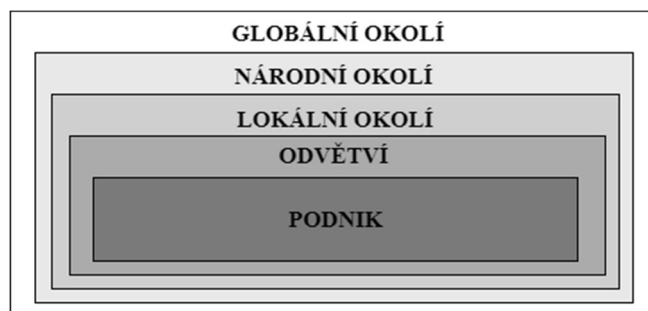 GLOBÁLNÍ OKOLÍ
NÁRODNÍ OKOLÍ
LOKÁLNÍ OKOLÍ
ODVĚTVÍ
PODNIK